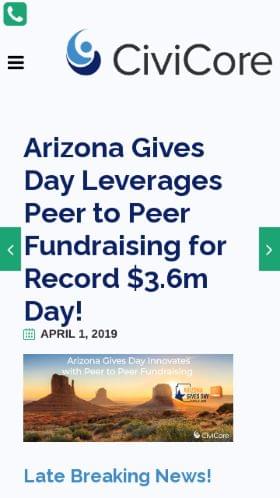 CiviCore
Arizona Gives
Day Leverages
Peer to Peer
Fundraising for
Record $3.6m
Day!
APRIL 1, 2019
Arizona Gives Day Innovates
with Peer to Peer Fundraising
ARIZONA
GIVES DAY
CiviCore
Late Breaking News!